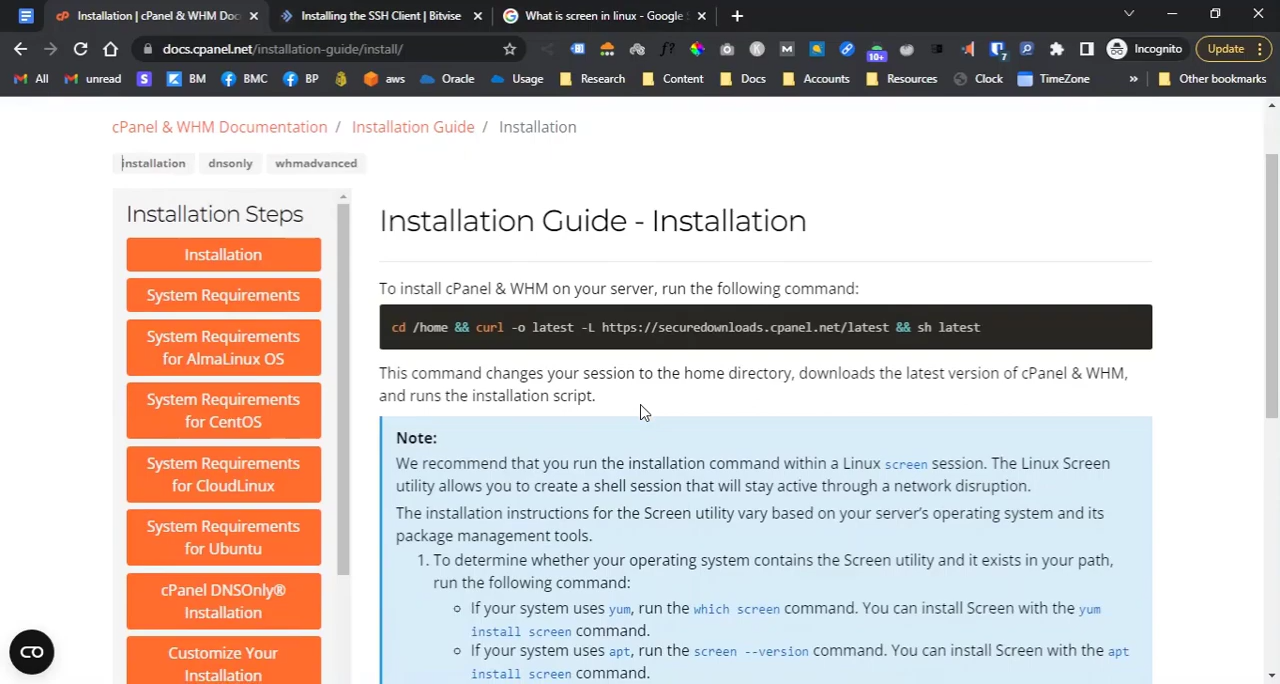 Installation | cPanel & WHM Doc
Installing the SSH Client | Bitvise
What is screen in linux - Google
docs.cpanel.net/installation-guide/install/
f?
K
M
10+
7
Incognito
Update
All
unread
S
BM
BMC
BP
aws
Oracle
Usage
Research
Content
Docs
Accounts
Resources
Clock
TimeZone
»
Other bookmarks
cPanel & WHM Documentation / Installation Guide / Installation
installation
dnsonly
whmadvanced
Installation Steps
Installation
System Requirements
System Requirements
for AlmaLinux OS
System Requirements
for CentOS
System Requirements
for CloudLinux
System Requirements
for Ubuntu
cPanel DNSOnly®
Installation
Customize Your
Installation
Installation Guide - Installation
To install cPanel & WHM on your server, run the following command:
cd /home && curl -o latest -L https://securedownloads.cpanel.net/latest && sh latest
This command changes your session to the home directory, downloads the latest version of cPanel & WHM,
and runs the installation script.
Note:
We recommend that you run the installation command within a Linux screen session. The Linux Screen
utility allows you to create a shell session that will stay active through a network disruption.
The installation instructions for the Screen utility vary based on your server's operating system and its
package management tools.
1. To determine whether your operating system contains the Screen utility and it exists in your path,
run the following command:
If your system uses yum, run the which screen command. You can install Screen with the yum
install screen command.
If your system uses apt, run the screen --version command. You can install Screen with the apt
install screen command.